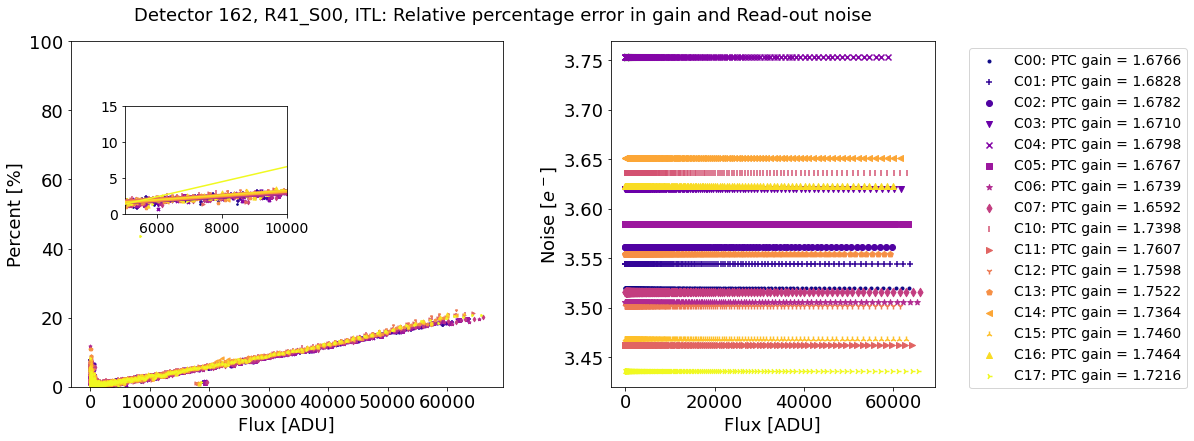 Detector 162, R41_S00, ITL: Relative percentage error in gain and Read-out noise
Percent [%]
100
80
60
40
20
0
15
10
5
0
6000 8000 10000
0 10000 20000 30000 40000 50000 60000
Flux [ADU]
Noise [e⁻]
3.75
3.70
3.65
3.60
3.55
3.50
3.45
0 20000 40000 60000
Flux [ADU]
C00: PTC gain = 1.6766
C01: PTC gain = 1.6828
C02: PTC gain = 1.6782
C03: PTC gain = 1.6710
C04: PTC gain = 1.6798
C05: PTC gain = 1.6767
C06: PTC gain = 1.6739
C07: PTC gain = 1.6592
C10: PTC gain = 1.7398
C11: PTC gain = 1.7607
C12: PTC gain = 1.7598
C13: PTC gain = 1.7522
C14: PTC gain = 1.7364
C15: PTC gain = 1.7460
C16: PTC gain = 1.7464
C17: PTC gain = 1.7216